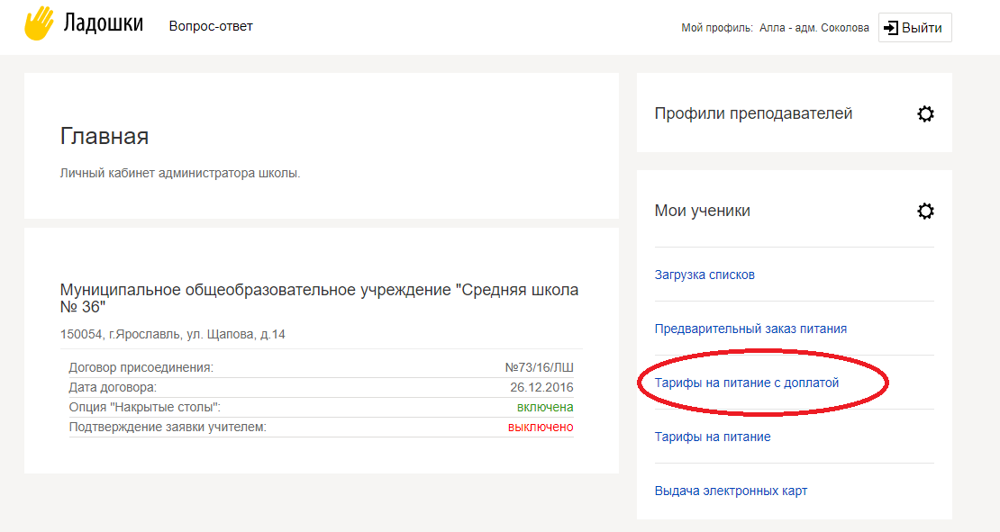 Ладошки
Вопрос-ответ
Мой профиль: Алла - адм. Соколова
Выйти
Главная
Личный кабинет администратора школы.
Муниципальное общеобразовательное учреждение "Средняя школа
№ 36"
150054, г.Ярославль, ул. Щапова, д.14
Договор присоединения: №73/16/ЛШ
Дата договора: 26.12.2016
Опция "Накрытые столы": включена
Подтверждение заявки учителем: выключено
Профили преподавателей
Мои ученики
Загрузка списков
Предварительный заказ питания
Тарифы на питание с доплатой
Тарифы на питание
Выдача электронных карт